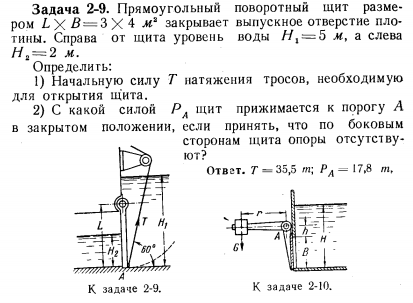 Задача 2-9. Прямоугольный поворотный щит разме-
ром L × B = 3 × 4 м² закрывает выпускное отверстие пло-
тины. Справа от щита уровень воды H₁ = 5 м, а слева
H₂ = 2 м.
Определить:
1) Начальную силу T натяжения тросов, необходимую
для открытия щита.
2) С какой силой P_A щит прижимается к порогу A
в закрытом положении, если принять, что по боковым
сторонам щита опоры отсутству-
ют?
Ответ. T = 35,5 т; P_A = 17,8 т,
L
H₂
T
H₁
60°
A
К задаче 2-9.
r
G
A
h
B
H
К задаче 2-10.